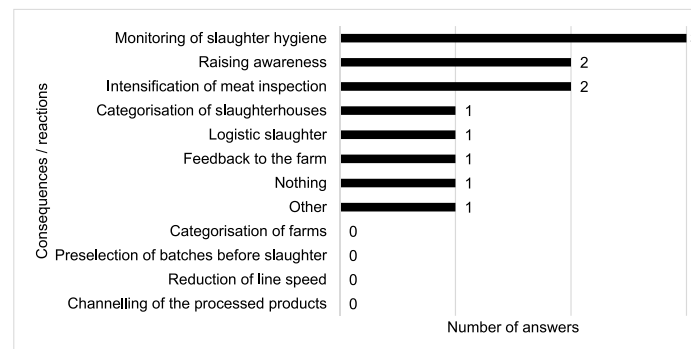 Consequences / reactions
Monitoring of slaughter hygiene
Raising awareness 2
Intensification of meat inspection 2
Categorisation of slaughterhouses 1
Logistic slaughter 1
Feedback to the farm 1
Nothing 1
Other 1
Categorisation of farms 0
Preselection of batches before slaughter 0
Reduction of line speed 0
Channelling of the processed products 0
Number of answers